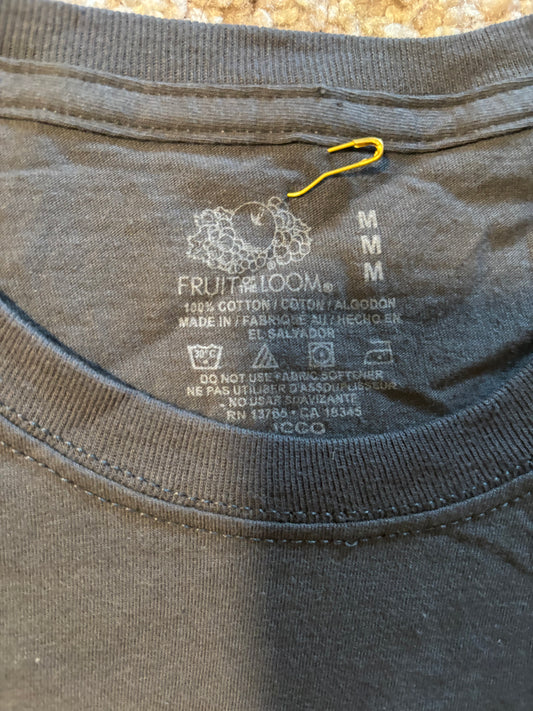 FRUIT OF THE LOOM®
M
M
M
100% COTTON / COTON / ALGODON
MADE IN / FABRIQUÉ AU / HECHO EN
EL SALVADOR
30°C
DO NOT USE FABRIC SOFTENER
NE PAS UTILIBER D'ASSOUPLISSEUR
NO USAR SUAVIZANTE
RN 13765 • CA 18345
1CCO